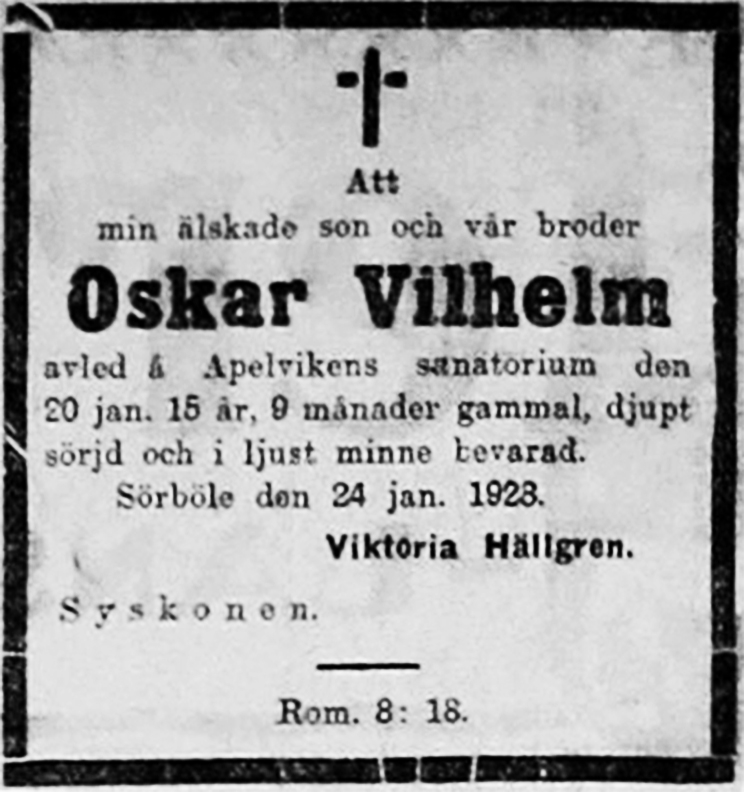 Att
min älskade son och vår broder
Oskar Vilhelm
avled å Apelvikens sanatorium den
20 jan. 15 år, 9 månader gammal, djupt
sörjd och i ljust minne bevarad.
Sörböle den 24 jan. 1928.
Viktoria Hällgren.
Syskonen.
Rom. 8: 18.